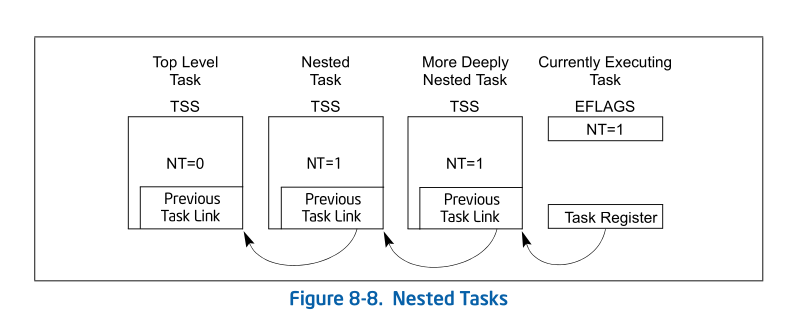 Top Level
Task
TSS
NT=0
Previous
Task Link
Nested
Task
TSS
NT=1
Previous
Task Link
More Deeply
Nested Task
TSS
NT=1
Previous
Task Link
Currently Executing
Task
EFLAGS
NT=1
Task Register
Figure 8-8. Nested Tasks